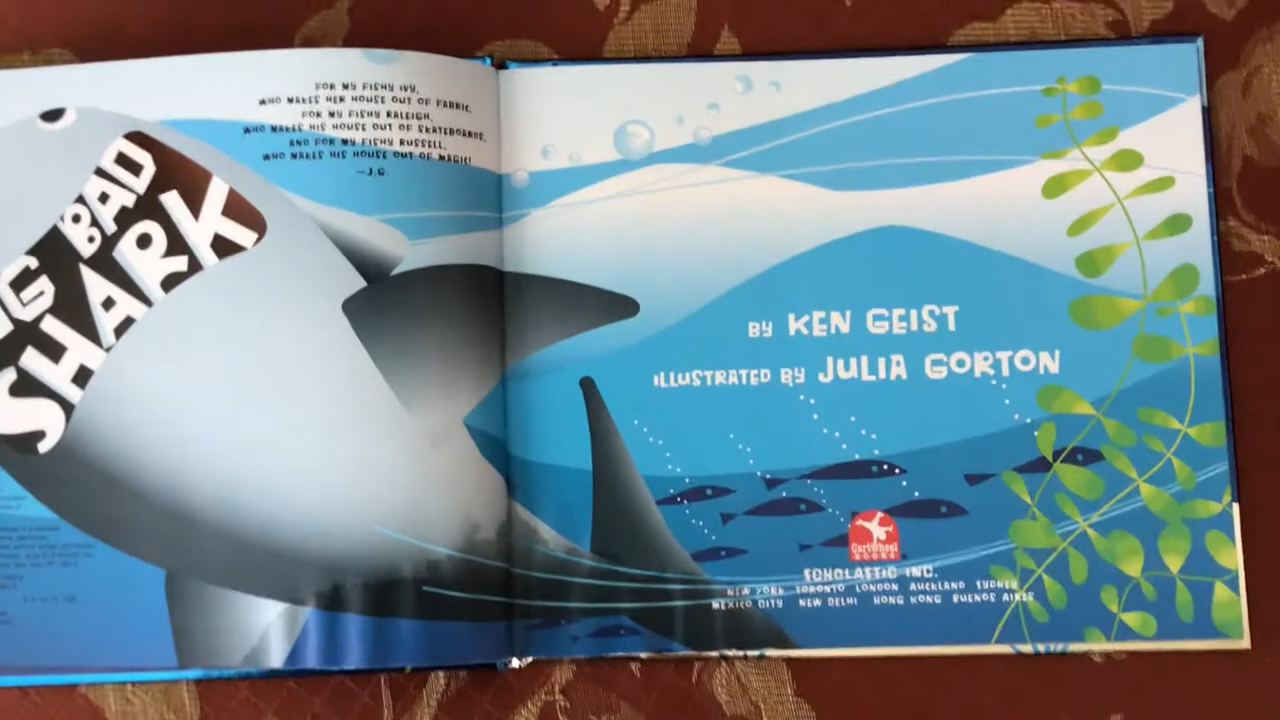 FOR MY FISHY IVY,
WHO MAKES HER HOUSE OUT OF FABRIC.
FOR MY FISHY RALEIGH,
WHO MAKES HIS HOUSE OUT OF SKATEBOARDS,
AND FOR MY FISHY RUSSELL,
WHO MAKES HIS HOUSE OUT OF MAGIC!
—J.G.
BAD
SHARK
BY KEN GEIST
ILLUSTRATED BY JULIA GORTON
Cartwheel
BOOKS
SCHOLASTIC INC.
NEW YORK TORONTO LONDON AUCKLAND SYDNEY
MEXICO CITY NEW DELHI HONG KONG BUENOS AIRES